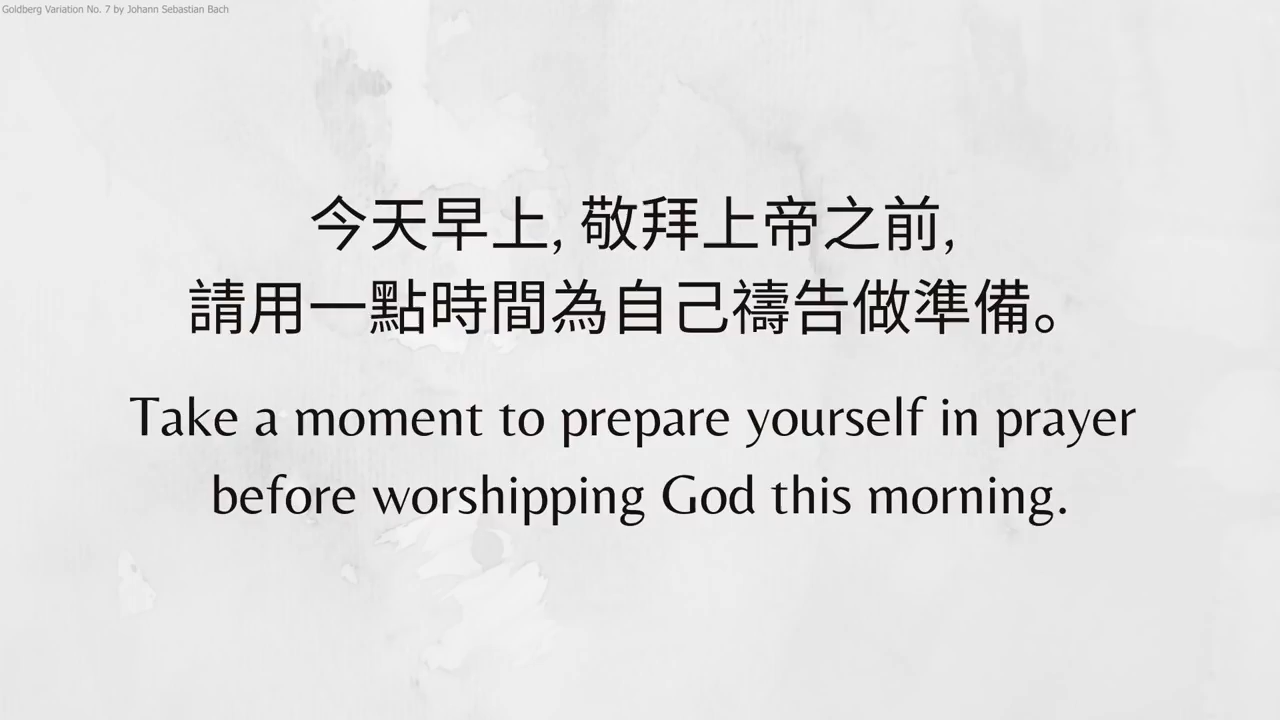 Goldberg Variation No. 7 by Johann Sebastian Bach
今天早上, 敬拜上帝之前,
請用一點時間為自己禱告做準備。
Take a moment to prepare yourself in prayer
before worshipping God this morning.